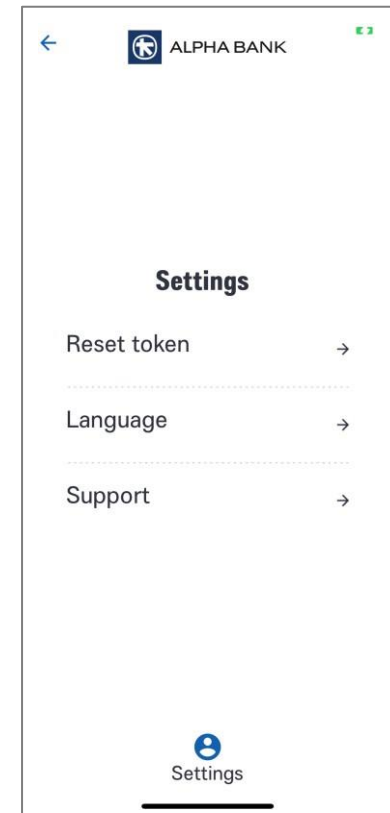 ALPHA BANK
Settings
Reset token
Language
Support
Settings